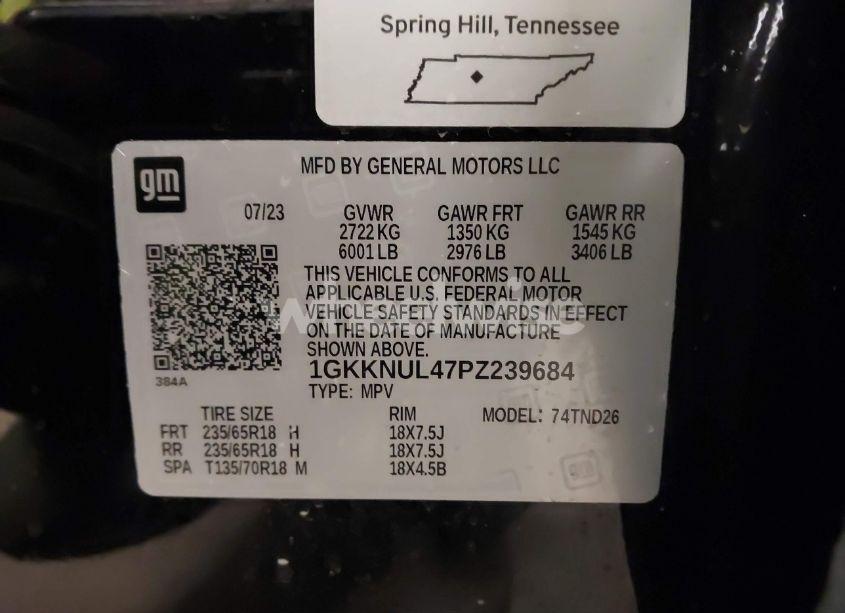 Spring Hill, Tennessee
gm
MFD BY GENERAL MOTORS LLC
07/23 GVWR GAWR FRT GAWR RR
2722 KG 1350 KG 1545 KG
6001 LB 2976 LB 3406 LB
THIS VEHICLE CONFORMS TO ALL
APPLICABLE U.S. FEDERAL MOTOR
VEHICLE SAFETY STANDARDS IN EFFECT
ON THE DATE OF MANUFACTURE
SHOWN ABOVE.
384A
1GKKNUL47PZ239684
TYPE: MPV
TIRE SIZE RIM MODEL: 74TND26
FRT 235/65R18 H 18X7.5J
RR 235/65R18 H 18X7.5J
SPA T135/70R18 M 18X4.5B
gm